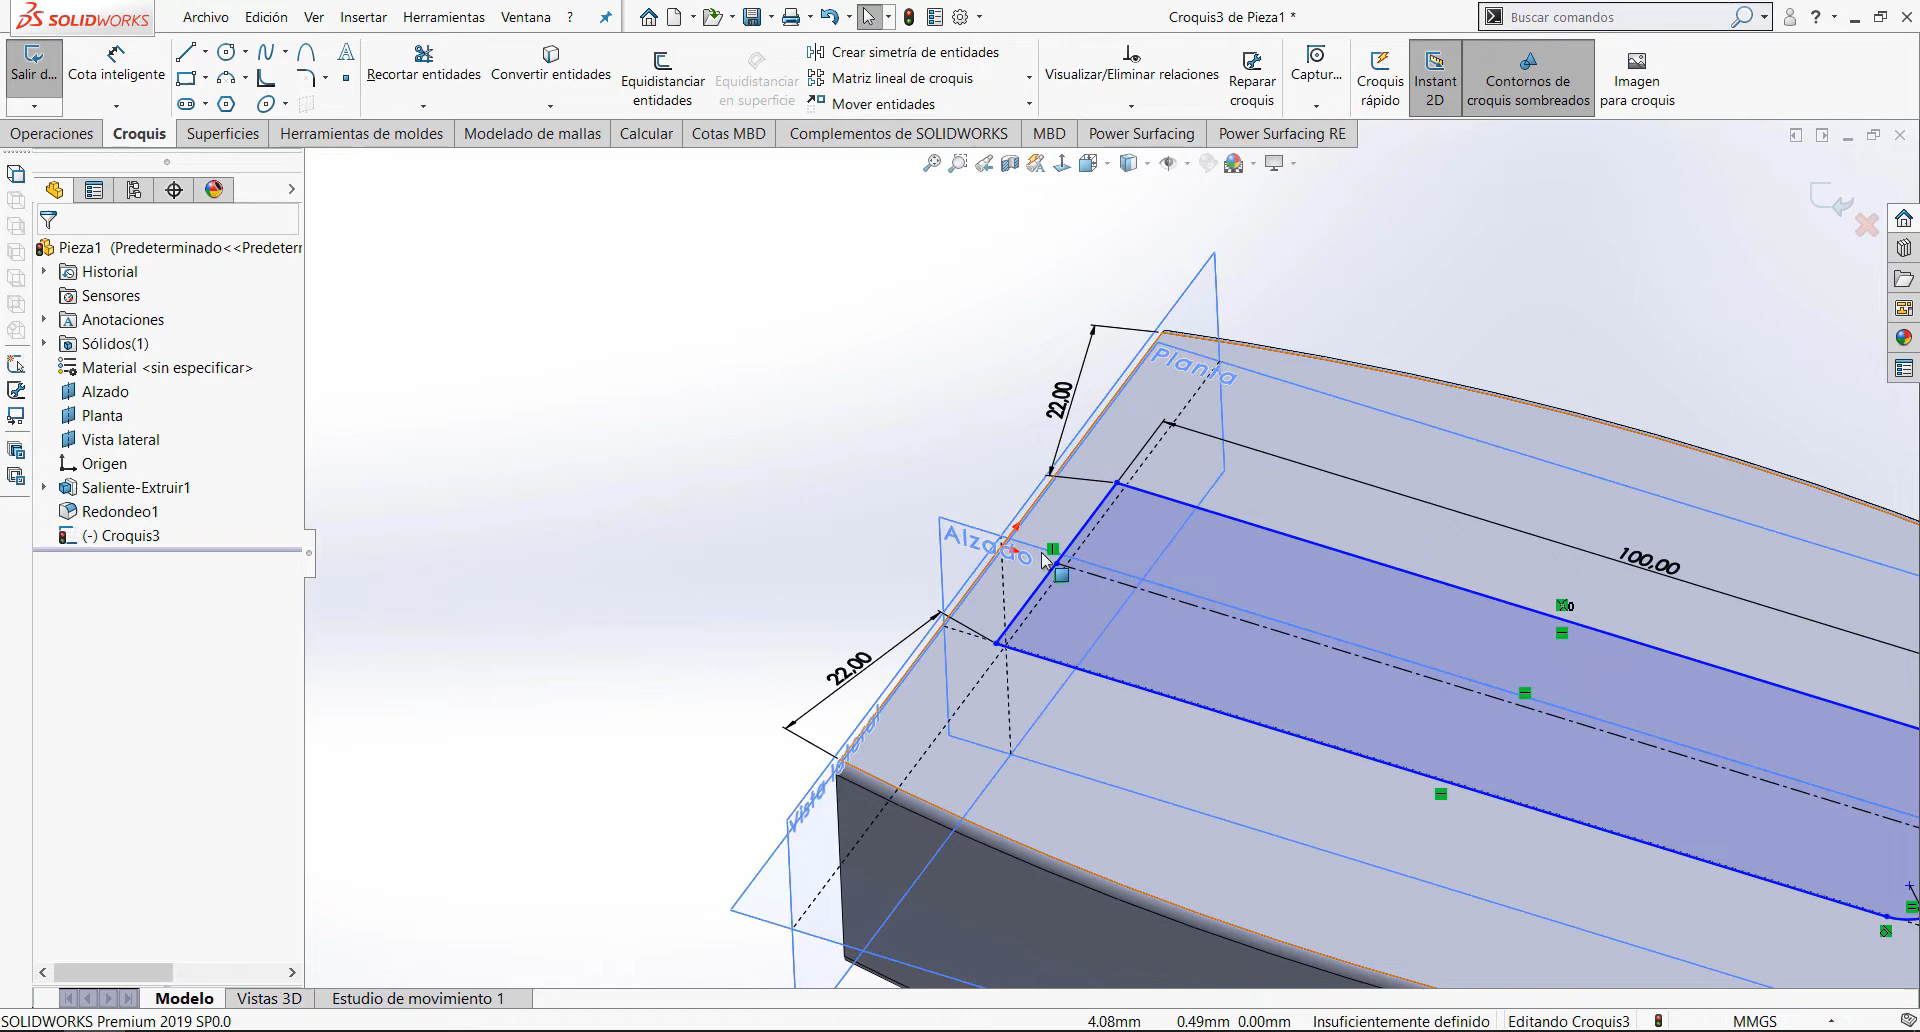 SOLIDWORKS
Archivo Edición Ver Insertar Herramientas Ventana ?
Croquis3 de Pieza1 *
Buscar comandos
?
Salir d...
Cota inteligente
Recortar entidades
Convertir entidades
Equidistanciar
entidades
Equidistanciar
en superficie
Crear simetría de entidades
Matriz lineal de croquis
Mover entidades
Visualizar/Eliminar relaciones
Reparar
croquis
Captur...
Croquis
rápido
Instant
2D
Contornos de
croquis sombreados
Imagen
para croquis
Operaciones Croquis Superficies Herramientas de moldes Modelado de mallas Calcular Cotas MBD Complementos de SOLIDWORKS MBD Power Surfacing Power Surfacing RE
Pieza1 (Predeterminado<<Predeterr
Historial
Sensores
Anotaciones
Sólidos(1)
Material <sin especificar>
Alzado
Planta
Vista lateral
Origen
Saliente-Extruir1
Redondeo1
(-) Croquis3
Planta
22,00
Alzado
100,00
22,00
Vista lateral
Modelo Vistas 3D Estudio de movimiento 1
SOLIDWORKS Premium 2019 SP0.0
4.08mm 0.49mm 0.00mm Insuficientemente definido Editando Croquis3 MMGS